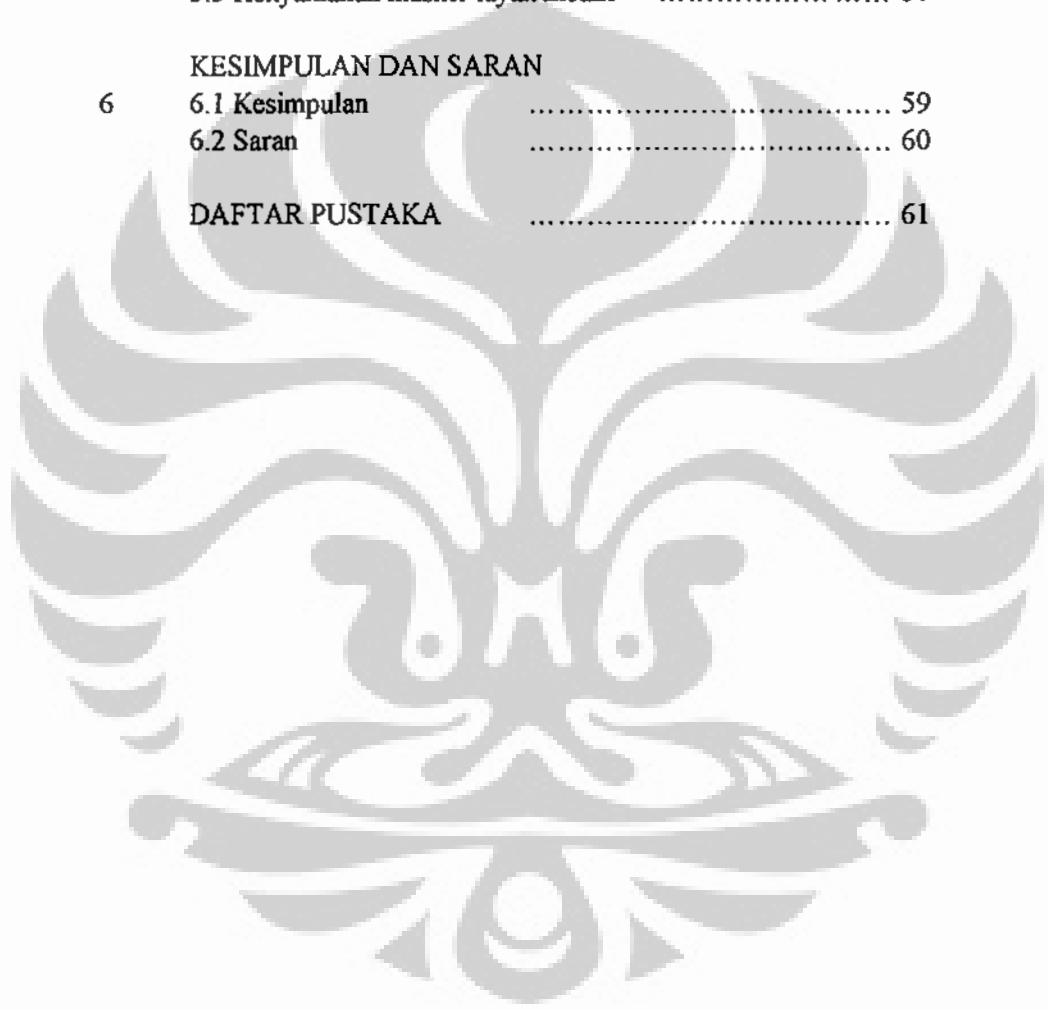 KESIMPULAN DAN SARAN
6 6.1 Kesimpulan ........................................ 59
6.2 Saran ........................................ 60
DAFTAR PUSTAKA ........................................ 61